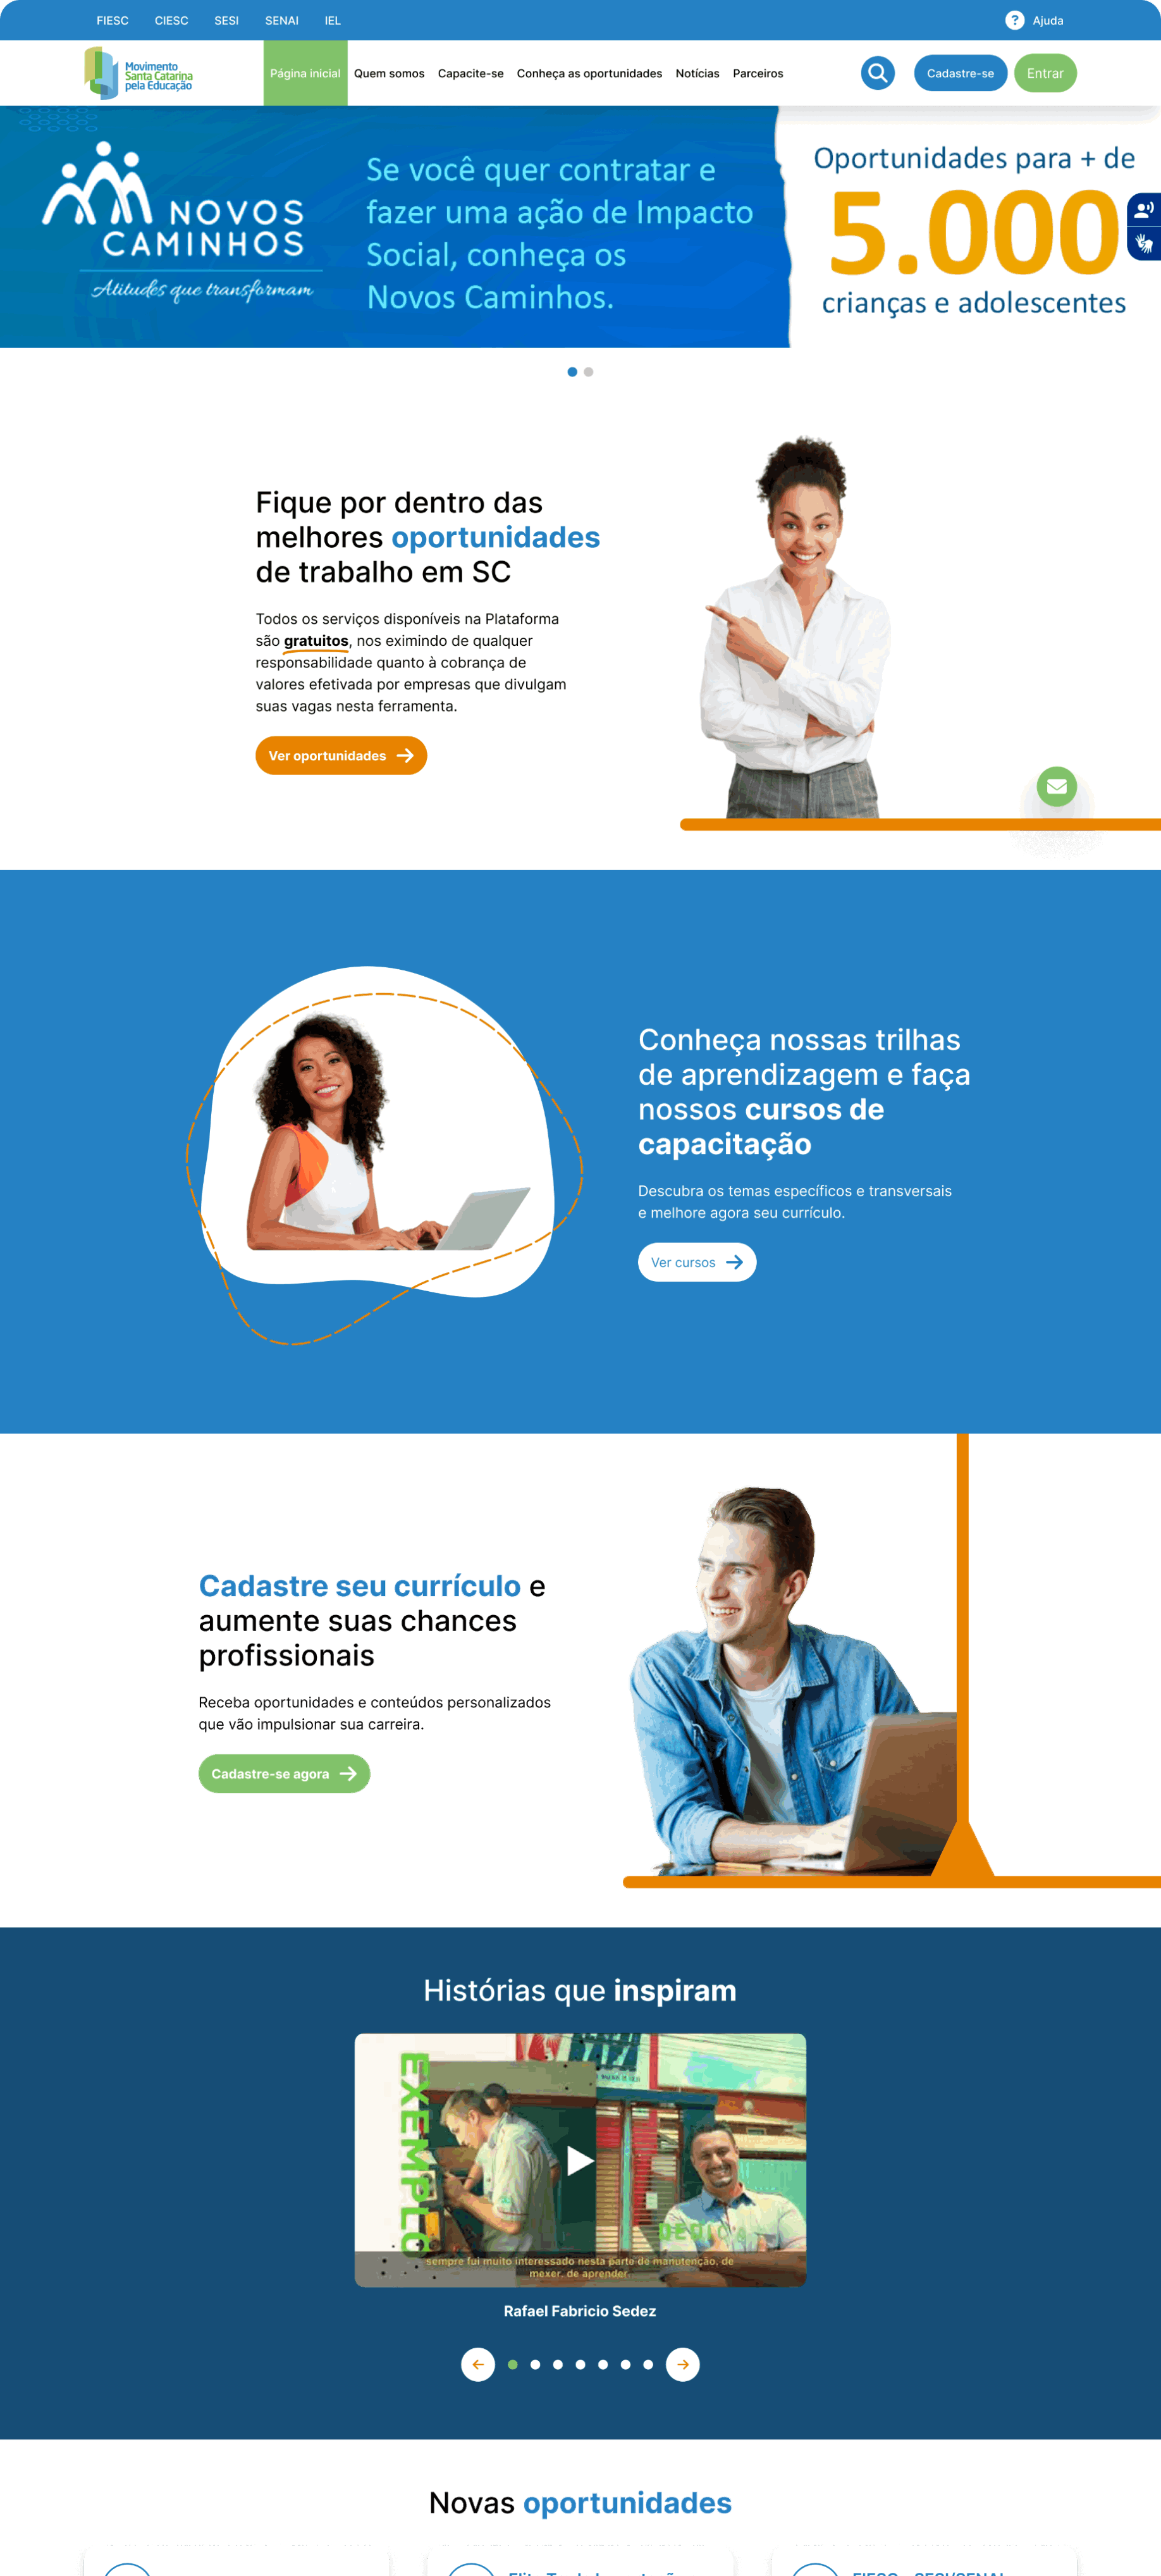 FIESC CIESC SESI SENAI IEL
? Ajuda
Movimento
Santa Catarina
pela Educação
Página inicial Quem somos Capacite-se Conheça as oportunidades Notícias Parceiros
Cadastre-se Entrar
NOVOS
CAMINHOS
Atitudes que transformam
Se você quer contratar e
fazer uma ação de Impacto
Social, conheça os
Novos Caminhos.
Oportunidades para + de
5.000
crianças e adolescentes
Fique por dentro das
melhores oportunidades
de trabalho em SC
Todos os serviços disponíveis na Plataforma
são gratuitos, nos eximindo de qualquer
responsabilidade quanto à cobrança de
valores efetivada por empresas que divulgam
suas vagas nesta ferramenta.
Ver oportunidades
Conheça nossas trilhas
de aprendizagem e faça
nossos cursos de
capacitação
Descubra os temas específicos e transversais
e melhore agora seu currículo.
Ver cursos
Cadastre seu currículo e
aumente suas chances
profissionais
Receba oportunidades e conteúdos personalizados
que vão impulsionar sua carreira.
Cadastre-se agora
Histórias que inspiram
EXEMPLO
DEDICA
sempre fui muito interessado nesta parte de manutenção, de
mexer, de aprender.
Rafael Fabricio Sedez
Novas oportunidades